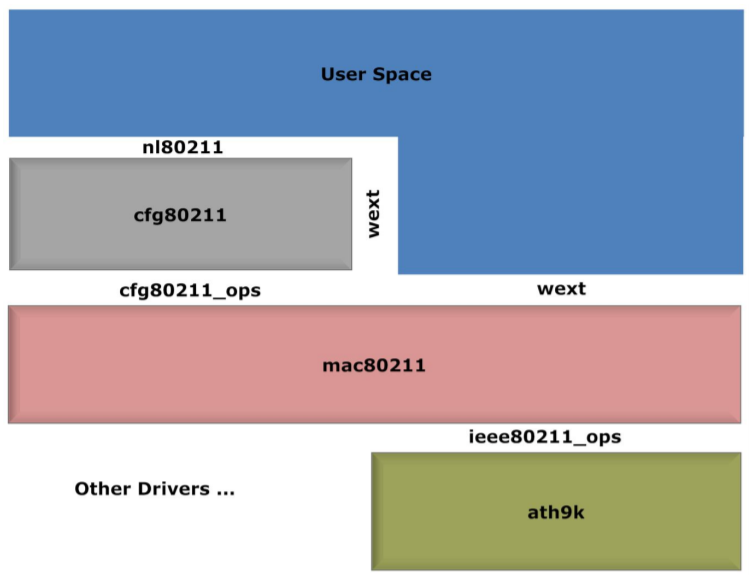 User Space
nl80211
cfg80211
wext
cfg80211_ops
wext
mac80211
ieee80211_ops
Other Drivers ...
ath9k